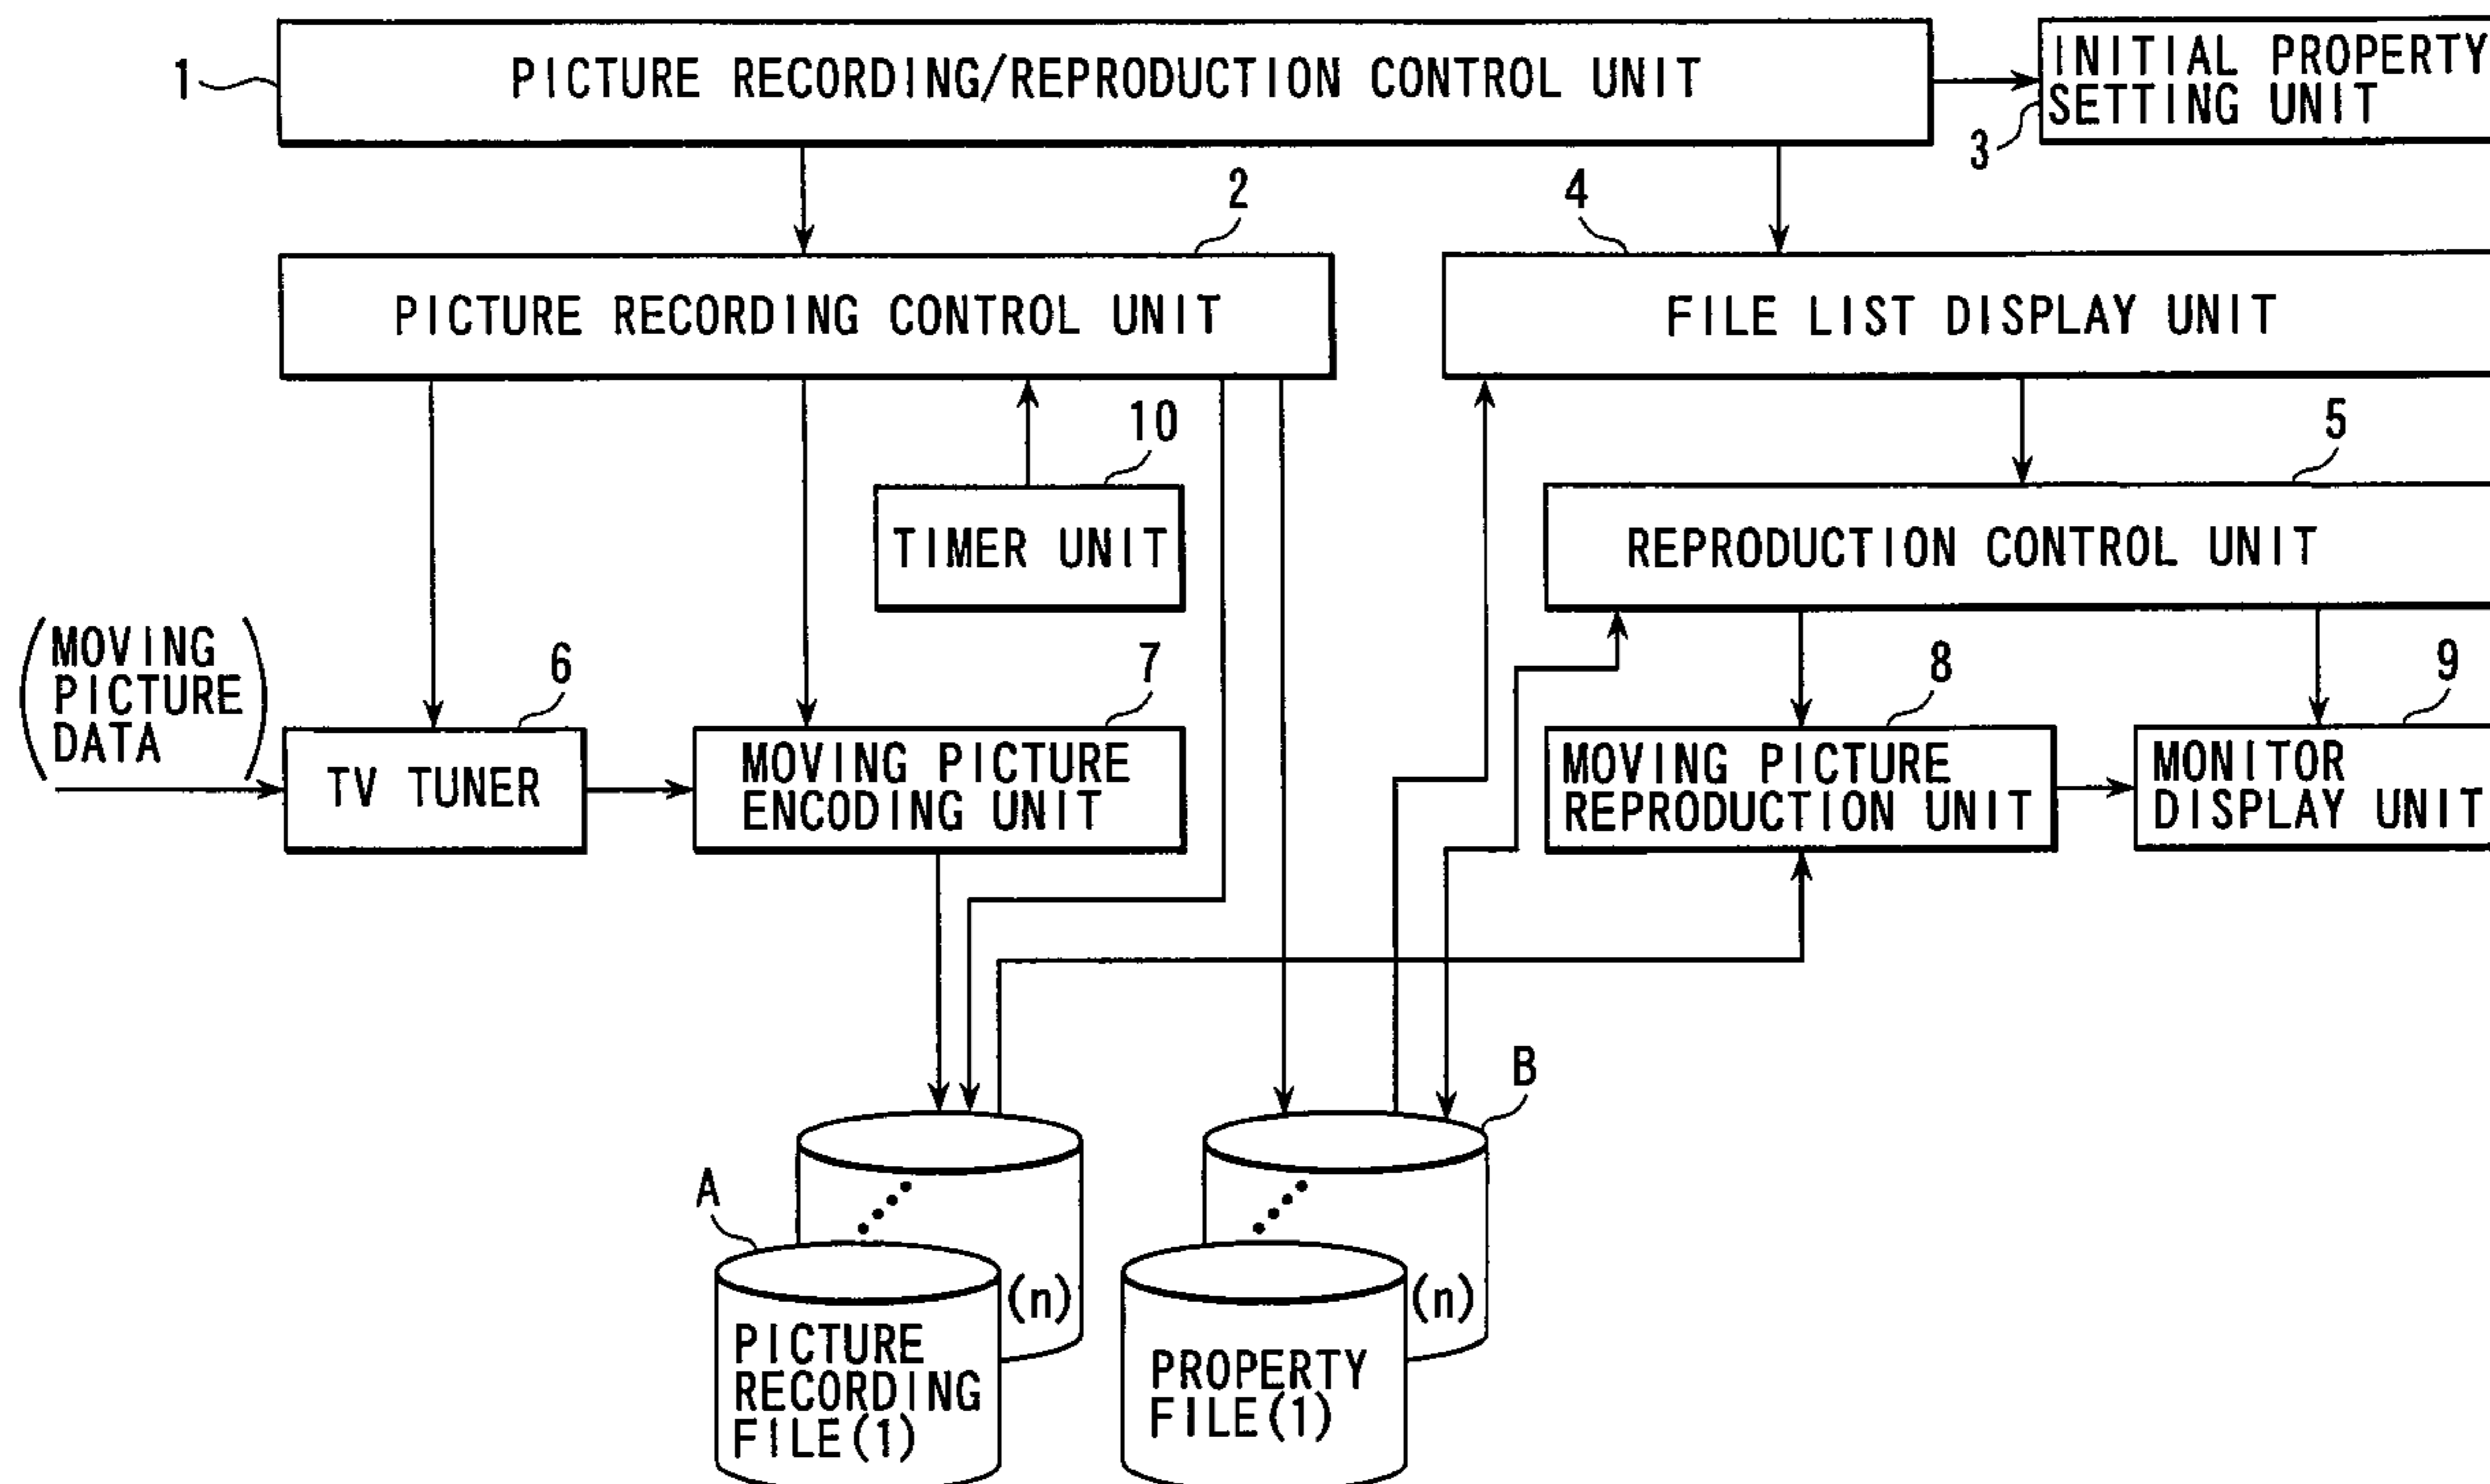 1
PICTURE RECORDING/REPRODUCTION CONTROL UNIT
INITIAL PROPERTY
SETTING UNIT
3
2
4
PICTURE RECORDING CONTROL UNIT
FILE LIST DISPLAY UNIT
10
5
TIMER UNIT
REPRODUCTION CONTROL UNIT
(MOVING
PICTURE
DATA)
6
7
8
9
TV TUNER
MOVING PICTURE
ENCODING UNIT
MOVING PICTURE
REPRODUCTION UNIT
MONITOR
DISPLAY UNIT
B
A
(n)
(n)
PICTURE
RECORDING
FILE(1)
PROPERTY
FILE(1)